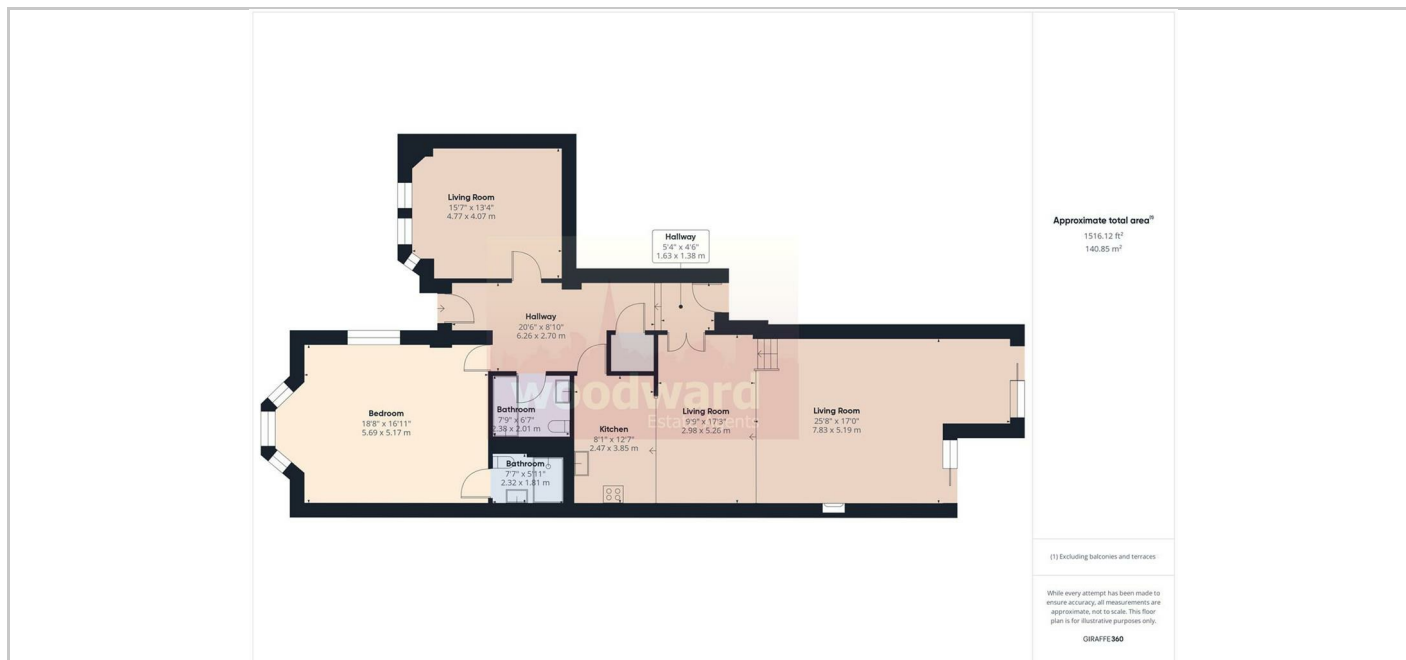 Living Room
15'7" x 13'4"
4.77 x 4.07 m
Hallway
5'4" x 4'6"
1.63 x 1.38 m
Hallway
20'6" x 8'10"
6.26 x 2.70 m
Bedroom
18'8" x 16'11"
5.69 x 5.17 m
Bathroom
7'9" x 6'7"
2.38 x 2.01 m
Bathroom
7'7" x 5'11"
2.32 x 1.81 m
Kitchen
8'1" x 12'7"
2.47 x 3.85 m
Living Room
9'9" x 17'3"
2.98 x 5.26 m
Living Room
25'8" x 17'0"
7.83 x 5.19 m
woodward
Estate Agents
Approximate total area⁽¹⁾
1516.12 ft²
140.85 m²
(1) Excluding balconies and terraces
While every attempt has been made to
ensure accuracy, all measurements are
approximate, not to scale. This floor
plan is for illustrative purposes only.
GIRAFFE360